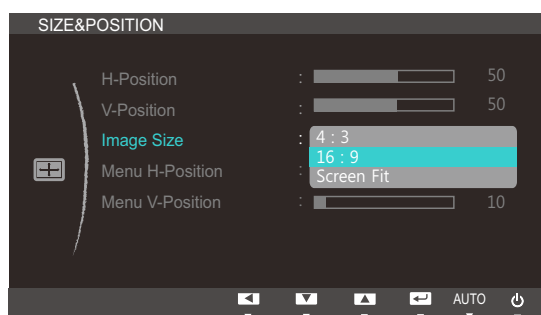 SIZE&POSITION
H-Position : 50
V-Position : 50
Image Size : 4 : 3
16 : 9
Menu H-Position :
Screen Fit
Menu V-Position : 10
AUTO